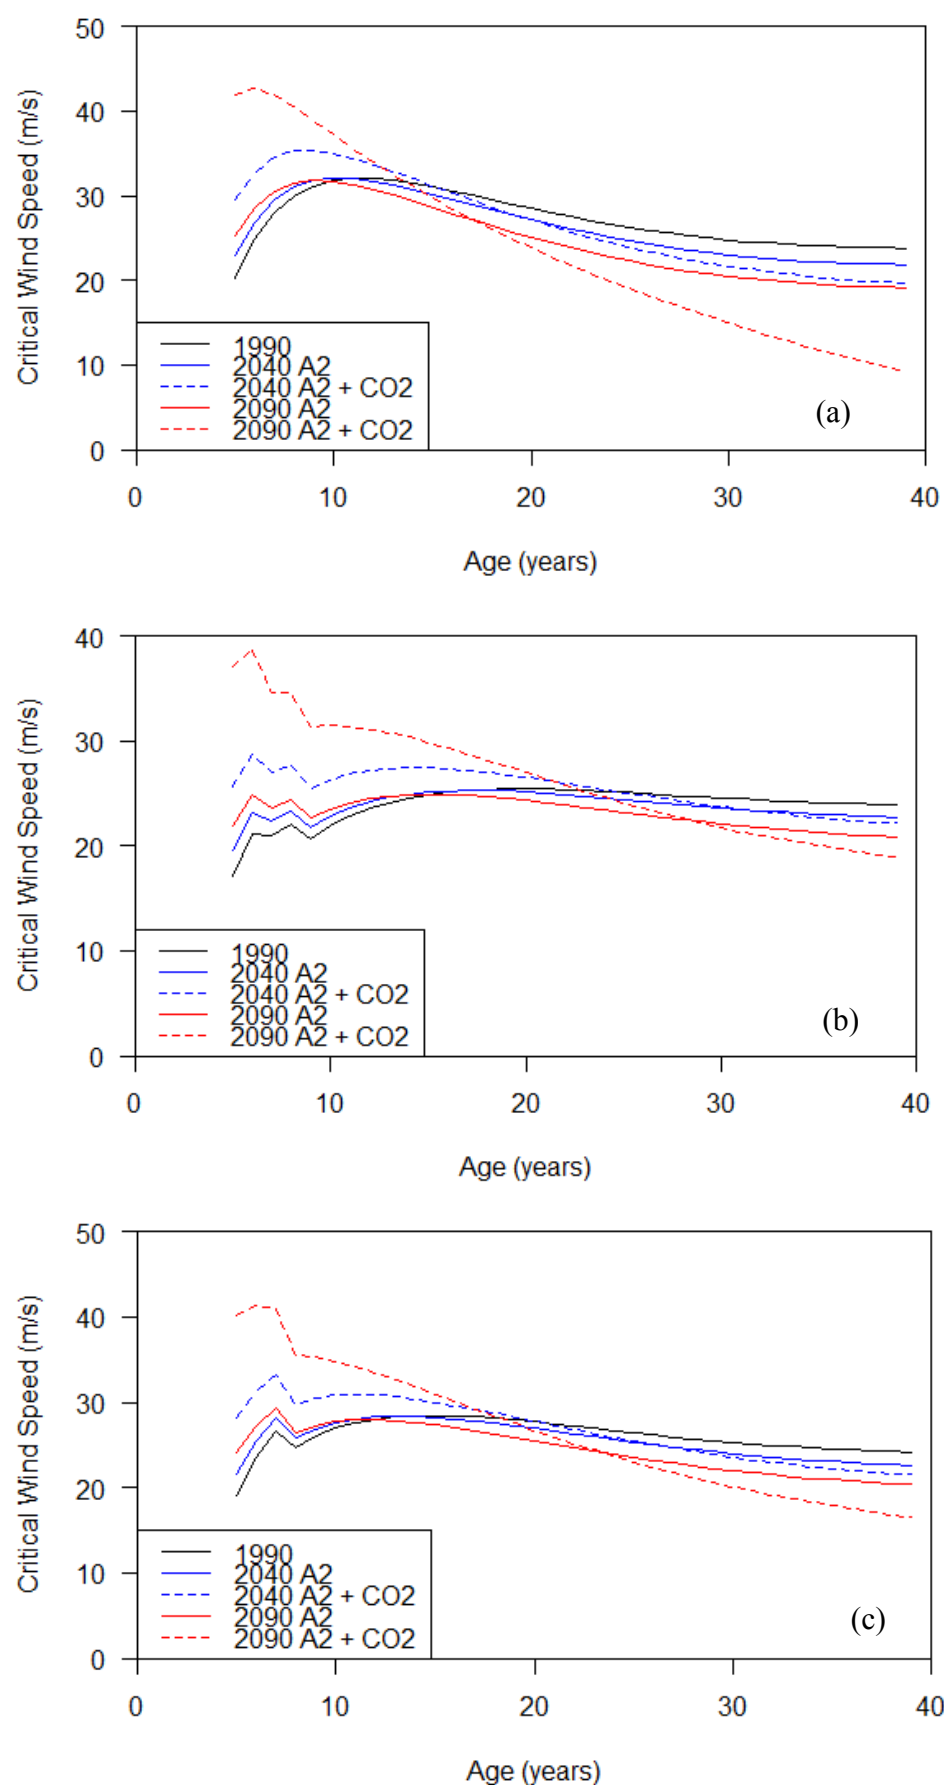 50
40
30
20
10
0
Critical Wind Speed (m/s)
1990
2040 A2
2040 A2 + CO2
2090 A2
2090 A2 + CO2
(a)
0 10 20 30 40
Age (years)
40
30
20
10
0
Critical Wind Speed (m/s)
1990
2040 A2
2040 A2 + CO2
2090 A2
2090 A2 + CO2
(b)
0 10 20 30 40
Age (years)
50
40
30
20
10
0
Critical Wind Speed (m/s)
1990
2040 A2
2040 A2 + CO2
2090 A2
2090 A2 + CO2
(c)
0 10 20 30 40
Age (years)